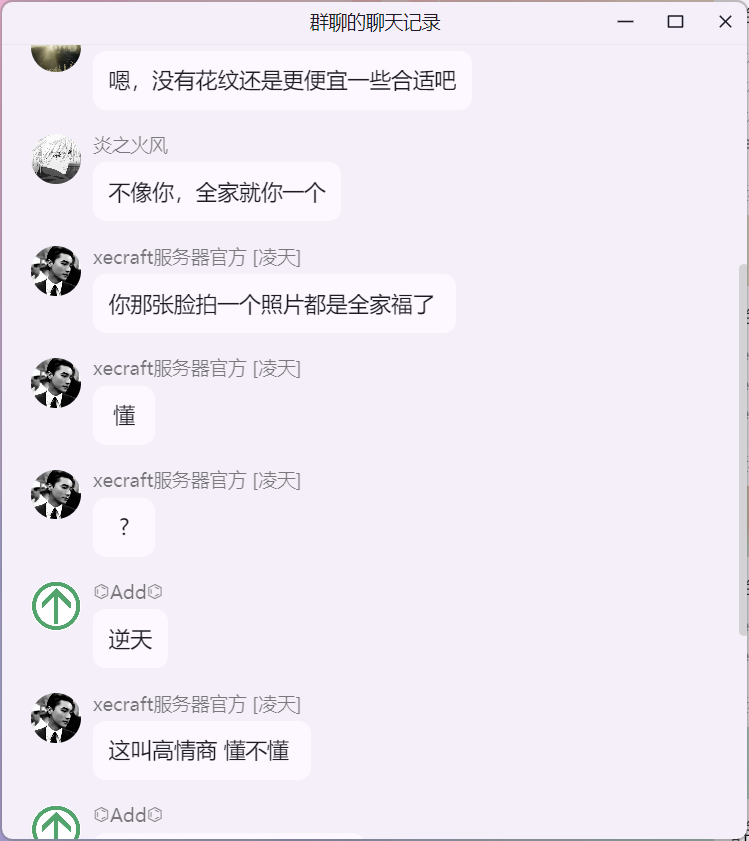 群聊的聊天记录
嗯，没有花纹还是更便宜一些合适吧
炎之火风
不像你，全家就你一个
xecraft服务器官方 [凌天]
你那张脸拍一个照片都是全家福了
xecraft服务器官方 [凌天]
懂
xecraft服务器官方 [凌天]
？
⌬Add⌬
逆天
xecraft服务器官方 [凌天]
这叫高情商 懂不懂
⌬Add⌬